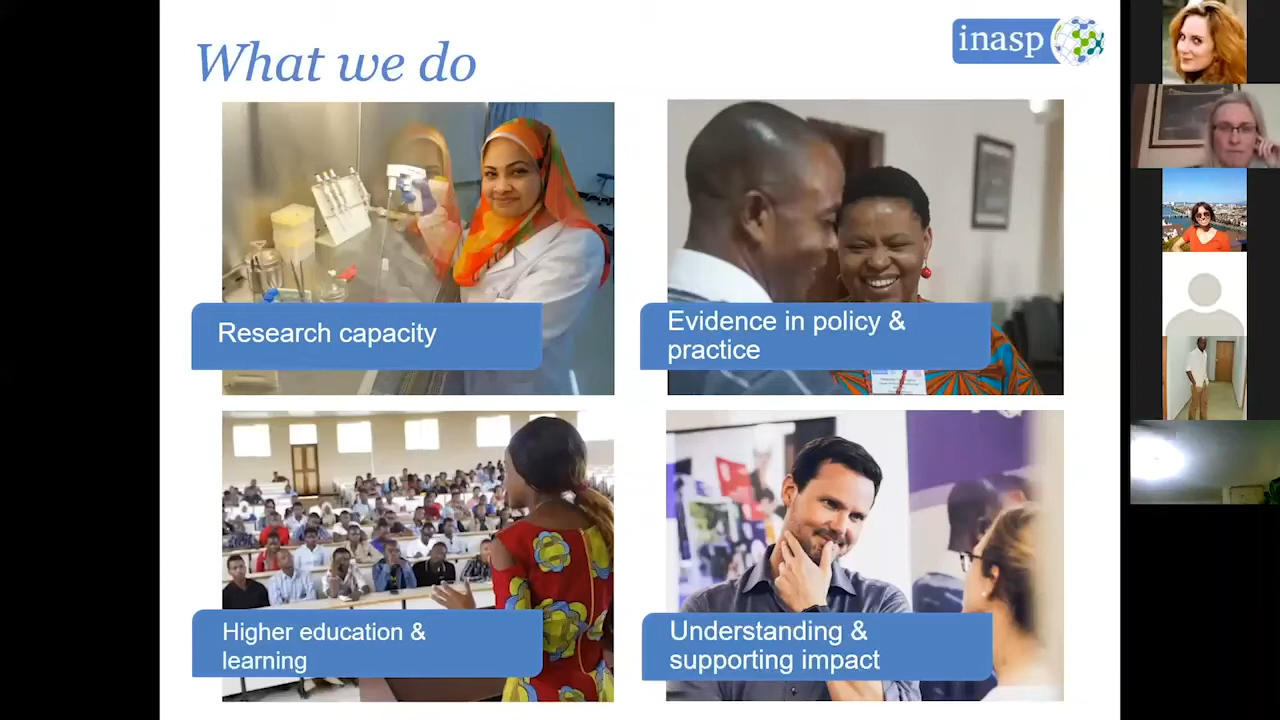 What we do
inasp
Research capacity
Evidence in policy &
practice
Higher education &
learning
Understanding &
supporting impact